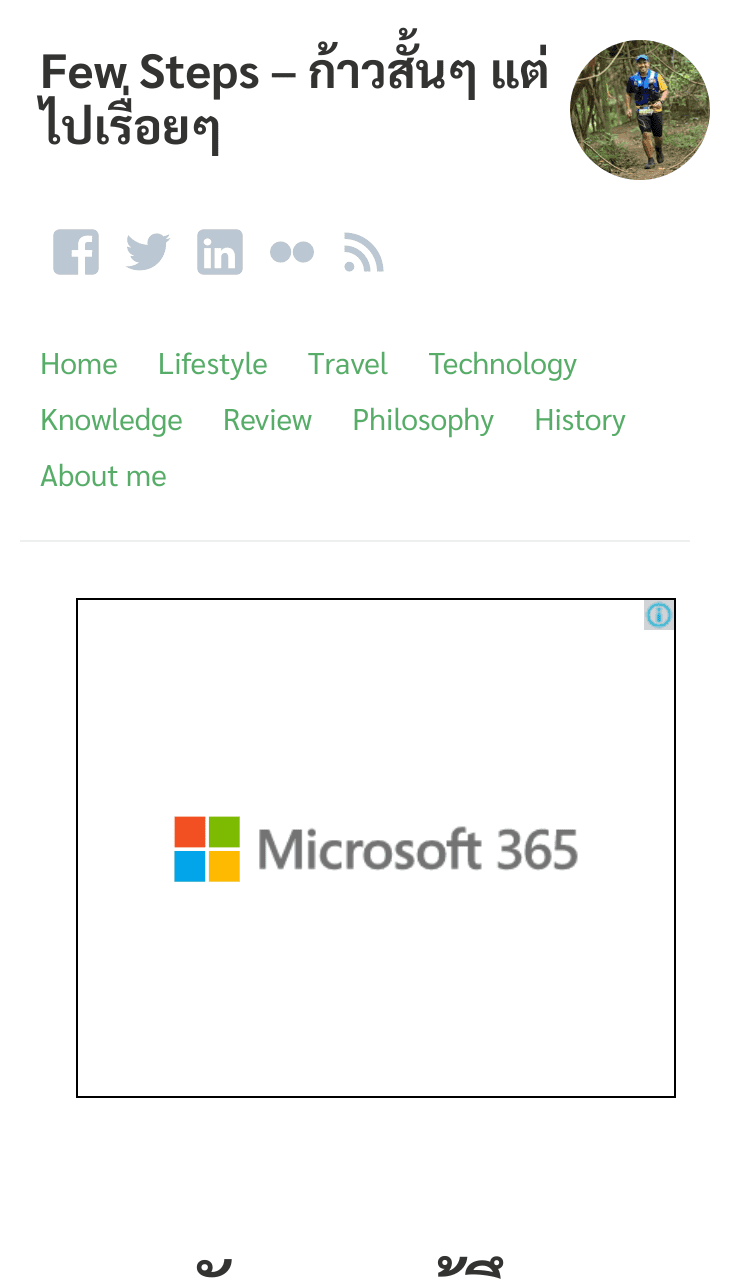 Few Steps – ก้าวสั้นๆ แต่
ไปเรื่อยๆ
Home Lifestyle Travel Technology
Knowledge Review Philosophy History
About me
Microsoft 365